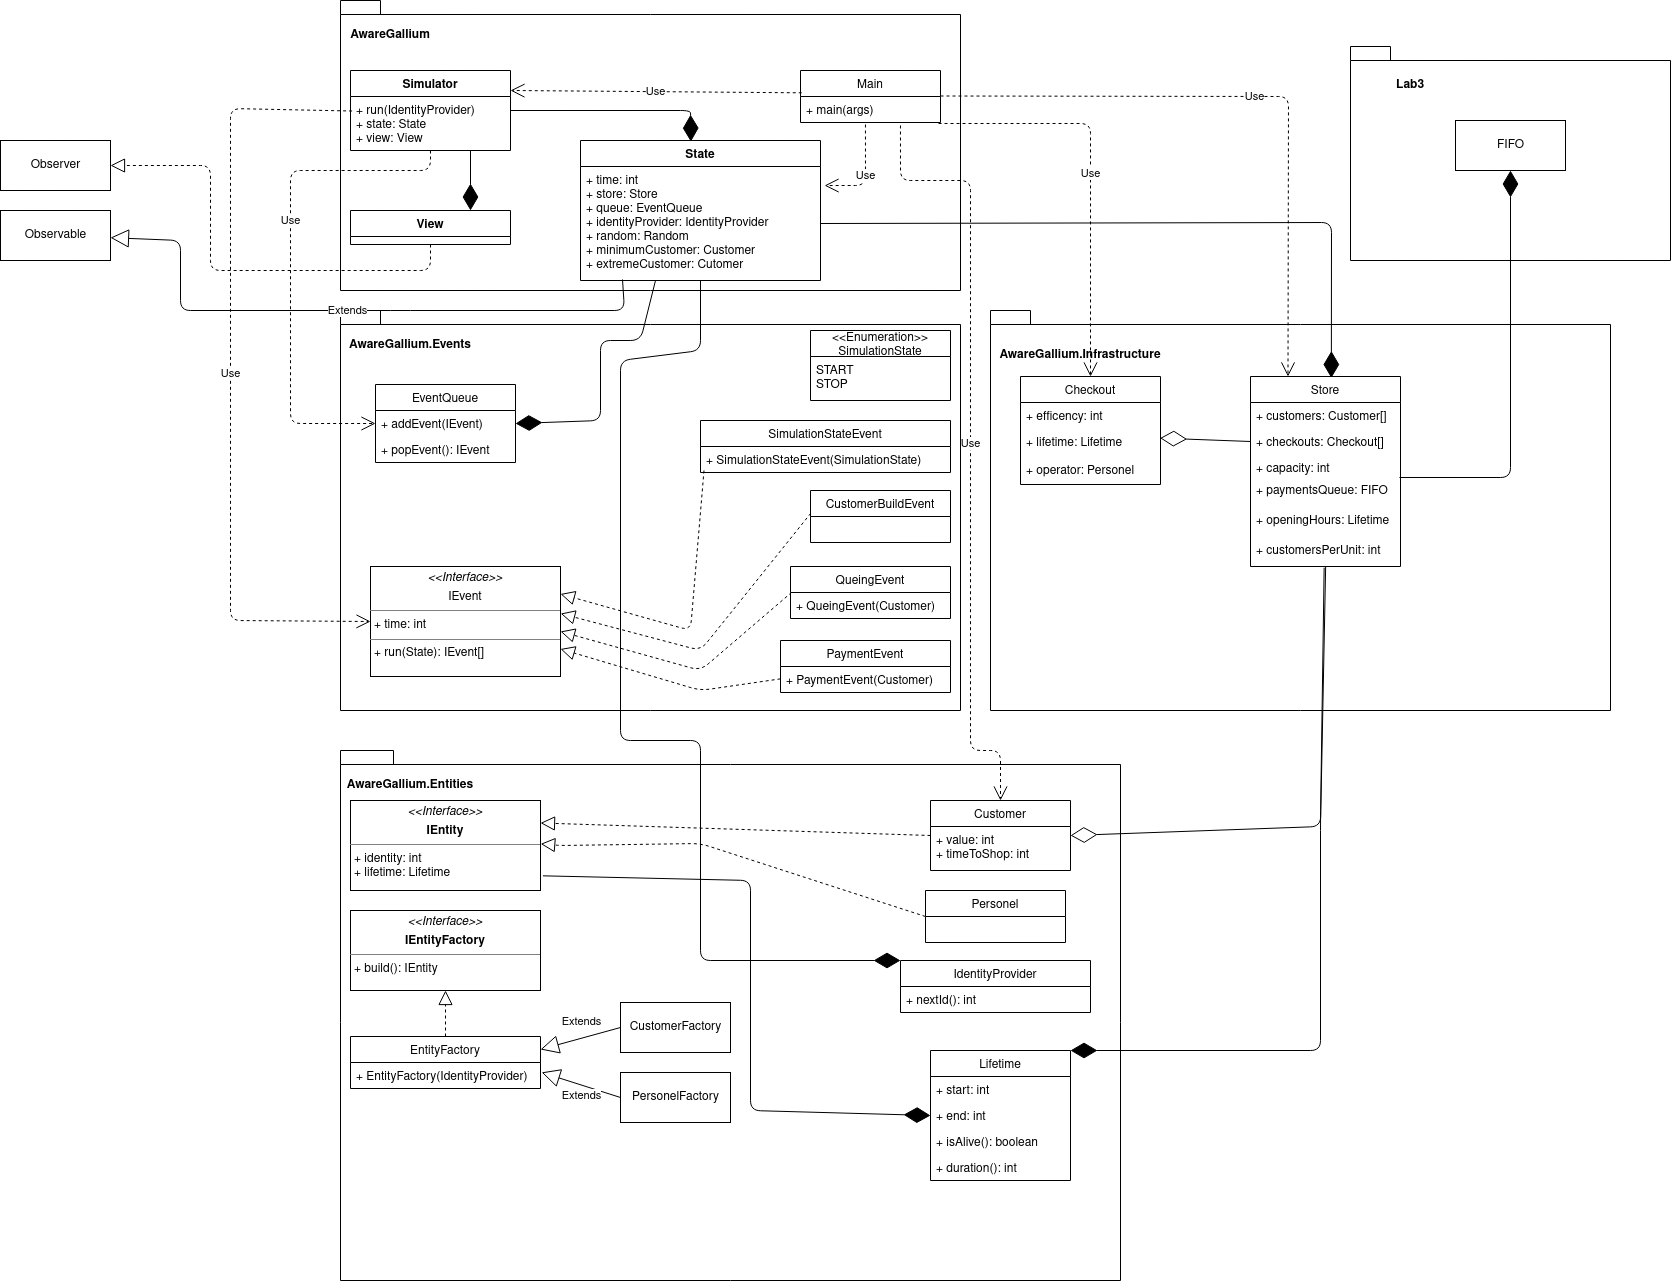 AwareGallium
Simulator
+ run(IdentityProvider)
+ state: State
+ view: View
Use
Main
+ main(args)
Use
Lab3
FIFO
Observer
Observable
Use
View
State
+ time: int
+ store: Store
+ queue: EventQueue
+ identityProvider: IdentityProvider
+ random: Random
+ minimumCustomer: Customer
+ extremeCustomer: Cutomer
Use
Use
Extends
Use
AwareGallium.Events
<<Enumeration>>
SimulationState
START
STOP
EventQueue
+ addEvent(IEvent)
+ popEvent(): IEvent
SimulationStateEvent
+ SimulationStateEvent(SimulationState)
Use
CustomerBuildEvent
<<Interface>>
IEvent
+ time: int
+ run(State): IEvent[]
QueingEvent
+ QueingEvent(Customer)
PaymentEvent
+ PaymentEvent(Customer)
AwareGallium.Infrastructure
Checkout
+ efficency: int
+ lifetime: Lifetime
+ operator: Personel
Store
+ customers: Customer[]
+ checkouts: Checkout[]
+ capacity: int
+ paymentsQueue: FIFO
+ openingHours: Lifetime
+ customersPerUnit: int
AwareGallium.Entities
<<Interface>>
IEntity
+ identity: int
+ lifetime: Lifetime
Customer
+ value: int
+ timeToShop: int
Personel
<<Interface>>
IEntityFactory
+ build(): IEntity
IdentityProvider
+ nextId(): int
EntityFactory
+ EntityFactory(IdentityProvider)
Extends
CustomerFactory
Extends
PersonelFactory
Lifetime
+ start: int
+ end: int
+ isAlive(): boolean
+ duration(): int